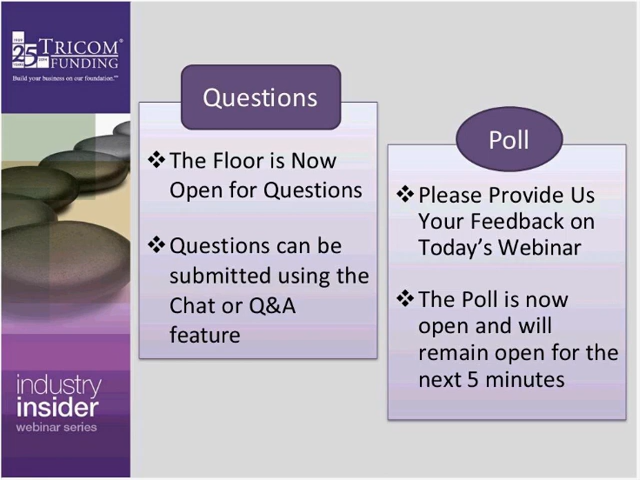 25
TRICOM®
FUNDING
Build your business on our foundation.™
Questions
❖ The Floor is Now
Open for Questions
❖ Questions can be
submitted using the
Chat or Q&A
feature
Poll
❖ Please Provide Us
Your Feedback on
Today’s Webinar
❖ The Poll is now
open and will
remain open for the
next 5 minutes
industry
insider
webinar series